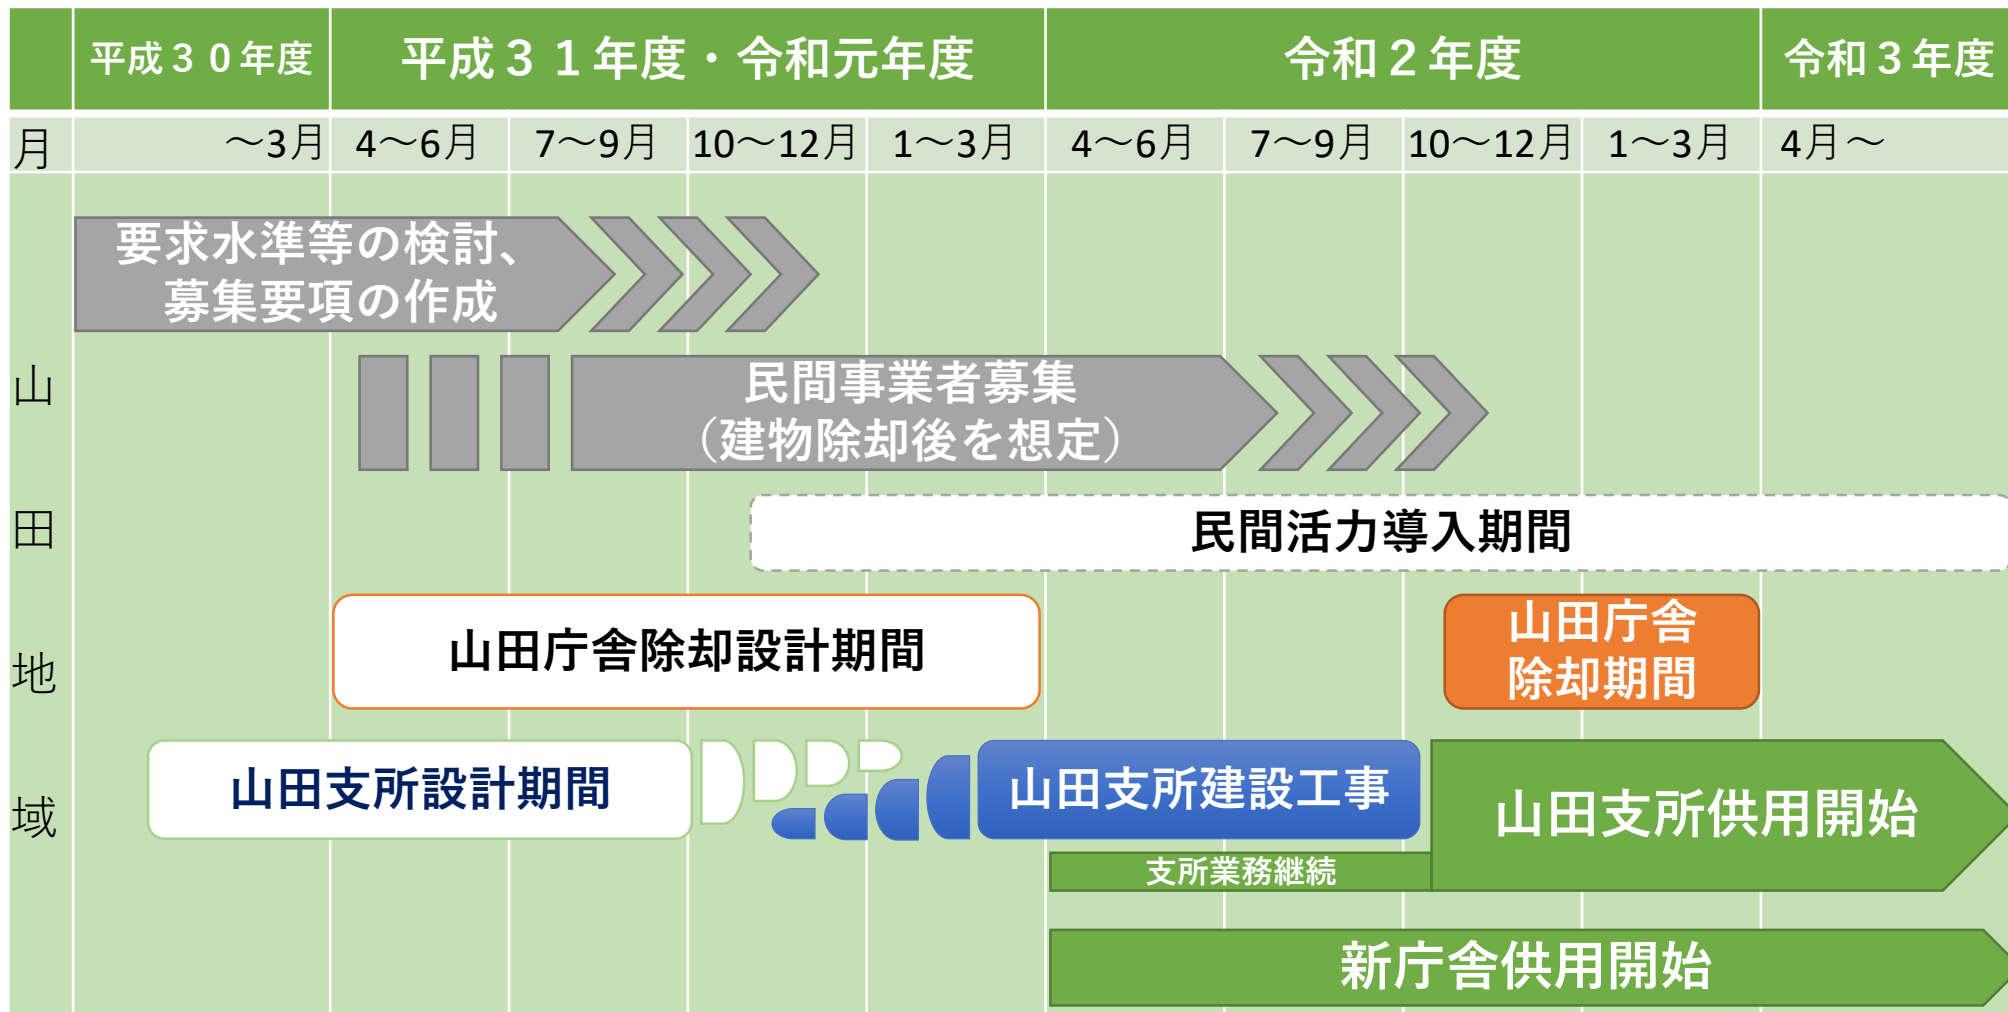 平成３０年度
平成３１年度・令和元年度
令和２年度
令和３年度
月
～3月
4～6月
7～9月
10～12月
1～3月
4～6月
7～9月
10～12月
1～3月
4月～
山田地域
要求水準等の検討、
募集要項の作成
民間事業者募集
（建物除却後を想定）
民間活力導入期間
山田庁舎除却設計期間
山田庁舎
除却期間
山田支所設計期間
山田支所建設工事
山田支所供用開始
支所業務継続
新庁舎供用開始